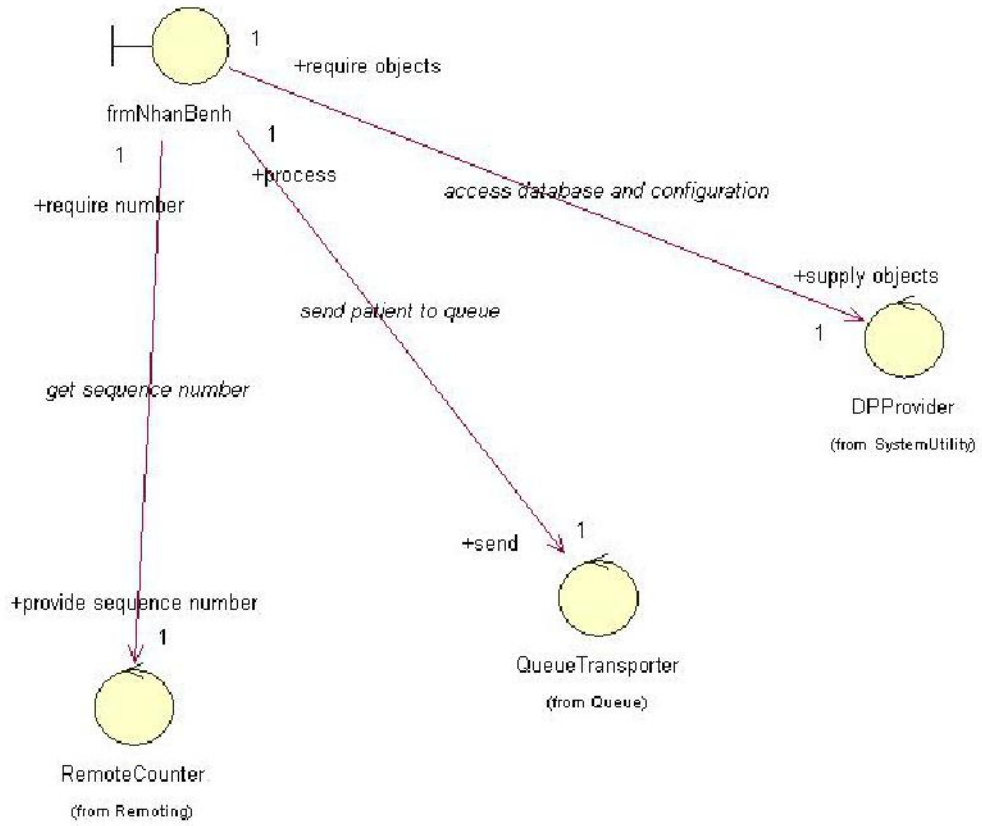 1
+require objects
frmNhanBenh
1
1
+process
+require number
access database and configuration
+supply objects
1
send patient to queue
get sequence number
DPProvider
(from SystemUtility)
1
+send
+provide sequence number
1
QueueTransporter
(from Queue)
RemoteCounter
(from Remoting)